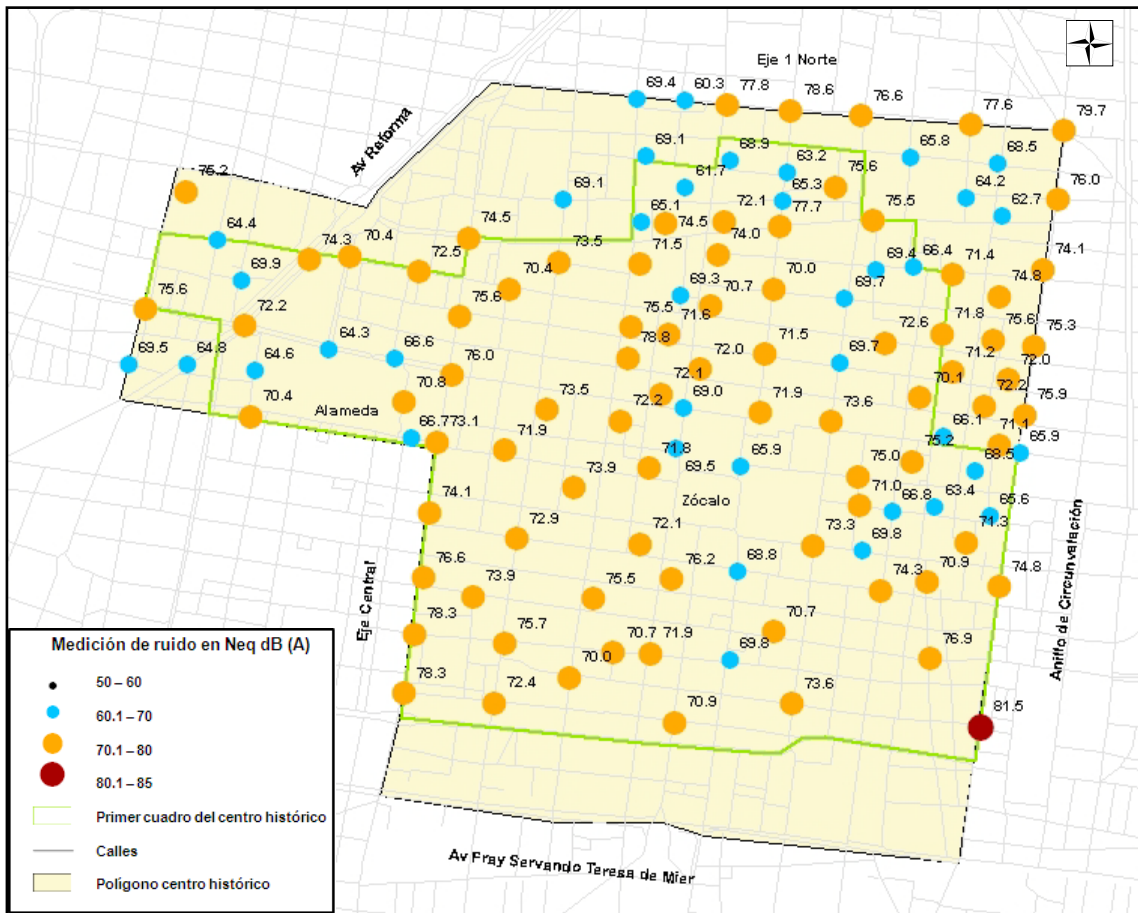 Eje 1 Norte
69.4 60.3 77.8 78.6 76.6 77.6 79.7
Av Reforma
69.1 68.9 63.2 75.6 65.8 68.5
75.2 69.1 61.7 65.3 64.2 62.7 76.0
64.4 74.5 65.1 74.5 72.1 77.7 75.5
74.3 70.4 72.5 73.5 71.5 74.0 69.4 66.4 71.4 74.1
69.9 70.4 69.3 70.7 70.0 69.7 74.8
75.6 72.2 75.6 75.5 71.6 71.5 72.6 71.8 75.6 75.3
69.5 64.8 64.6 64.3 66.6 76.0 78.8 72.0 69.7 71.2 72.0
70.4 Alameda 70.8 73.5 72.2 72.1 69.0 71.9 73.6 70.1 72.2 75.9
66.7 73.1 71.9 71.8 69.5 65.9 75.2 66.1 71.1 65.9
73.9 75.0 68.5
74.1 72.9 72.1 Zócalo 73.3 71.0 66.8 63.4 65.6
76.6 73.9 75.5 76.2 68.8 69.8 74.3 70.9 71.3 74.8
Eje Central
78.3 75.7 70.7 71.9 69.8 70.7 76.9
Anillo de Circunvalación
78.3 72.4 70.0 70.9 73.6 81.5
Av Fray Servando Teresa de Mier
Medición de ruido en Neq dB (A)
50 – 60
60.1 – 70
70.1 – 80
80.1 – 85
Primer cuadro del centro histórico
Calles
Polígono centro histórico